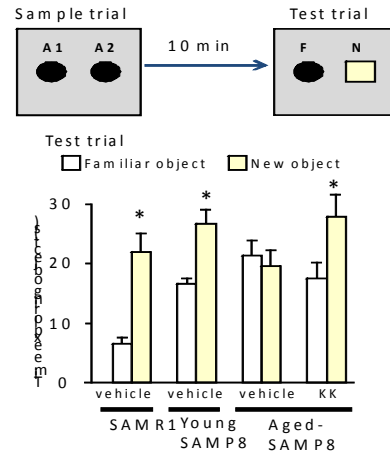 Sample trial
Test trial
A1 A2
10 min
F N
Test trial
Familiar object
New object
*
*
*
30
20
10
0
vehicle vehicle vehicle KK
SAMR1 Young SAMP8
Aged-SAMP8